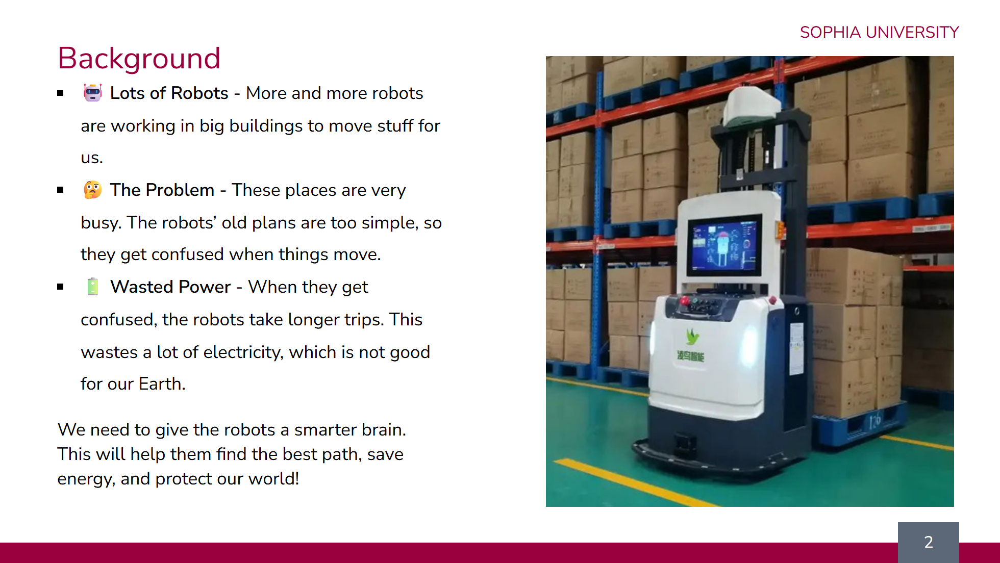 SOPHIA UNIVERSITY
Background
▪ 🤖 Lots of Robots - More and more robots
are working in big buildings to move stuff for
us.
▪ 🤔 The Problem - These places are very
busy. The robots’ old plans are too simple, so
they get confused when things move.
▪ 🔋 Wasted Power - When they get
confused, the robots take longer trips. This
wastes a lot of electricity, which is not good
for our Earth.
We need to give the robots a smarter brain.
This will help them find the best path, save
energy, and protect our world!
凌鸟智能
126
2